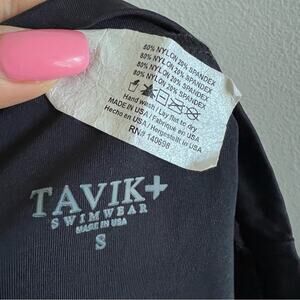 80% NYLON 20% SPANDEX
80% NYLON 20% SPANDEX
80% NYLON 20% SPANDEX
80% NYLON 20% SPANDEX
Hand wash / Lay flat to dry
MADE IN USA / Fabriqué en USA
Hecho en USA / Hergestellt in USA
RN# 140698
TAVIK+
SWIMWEAR
MADE IN USA
S